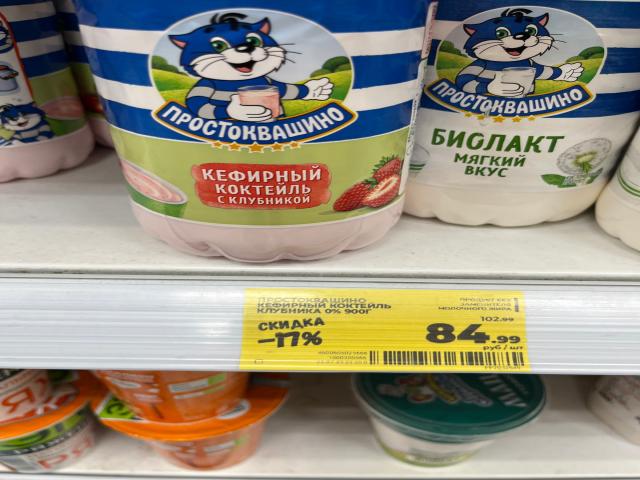 ПРОСТОКВАШИНО
КЕФИРНЫЙ
КОКТЕЙЛЬ
С КЛУБНИКОЙ
ПРОСТОКВАШИНО
БИОЛАКТ
МЯГКИЙ
ВКУС
ПРОСТОКВАШИНО
КЕФИРНЫЙ КОКТЕЙЛЬ
КЛУБНИКА 0% 900Г
ПРОДУКТ БЕЗ
ЗАМЕНИТЕЛЯ
МОЛОЧНОГО ЖИРА
СКИДКА
-17%
102.99
84.99
руб / шт